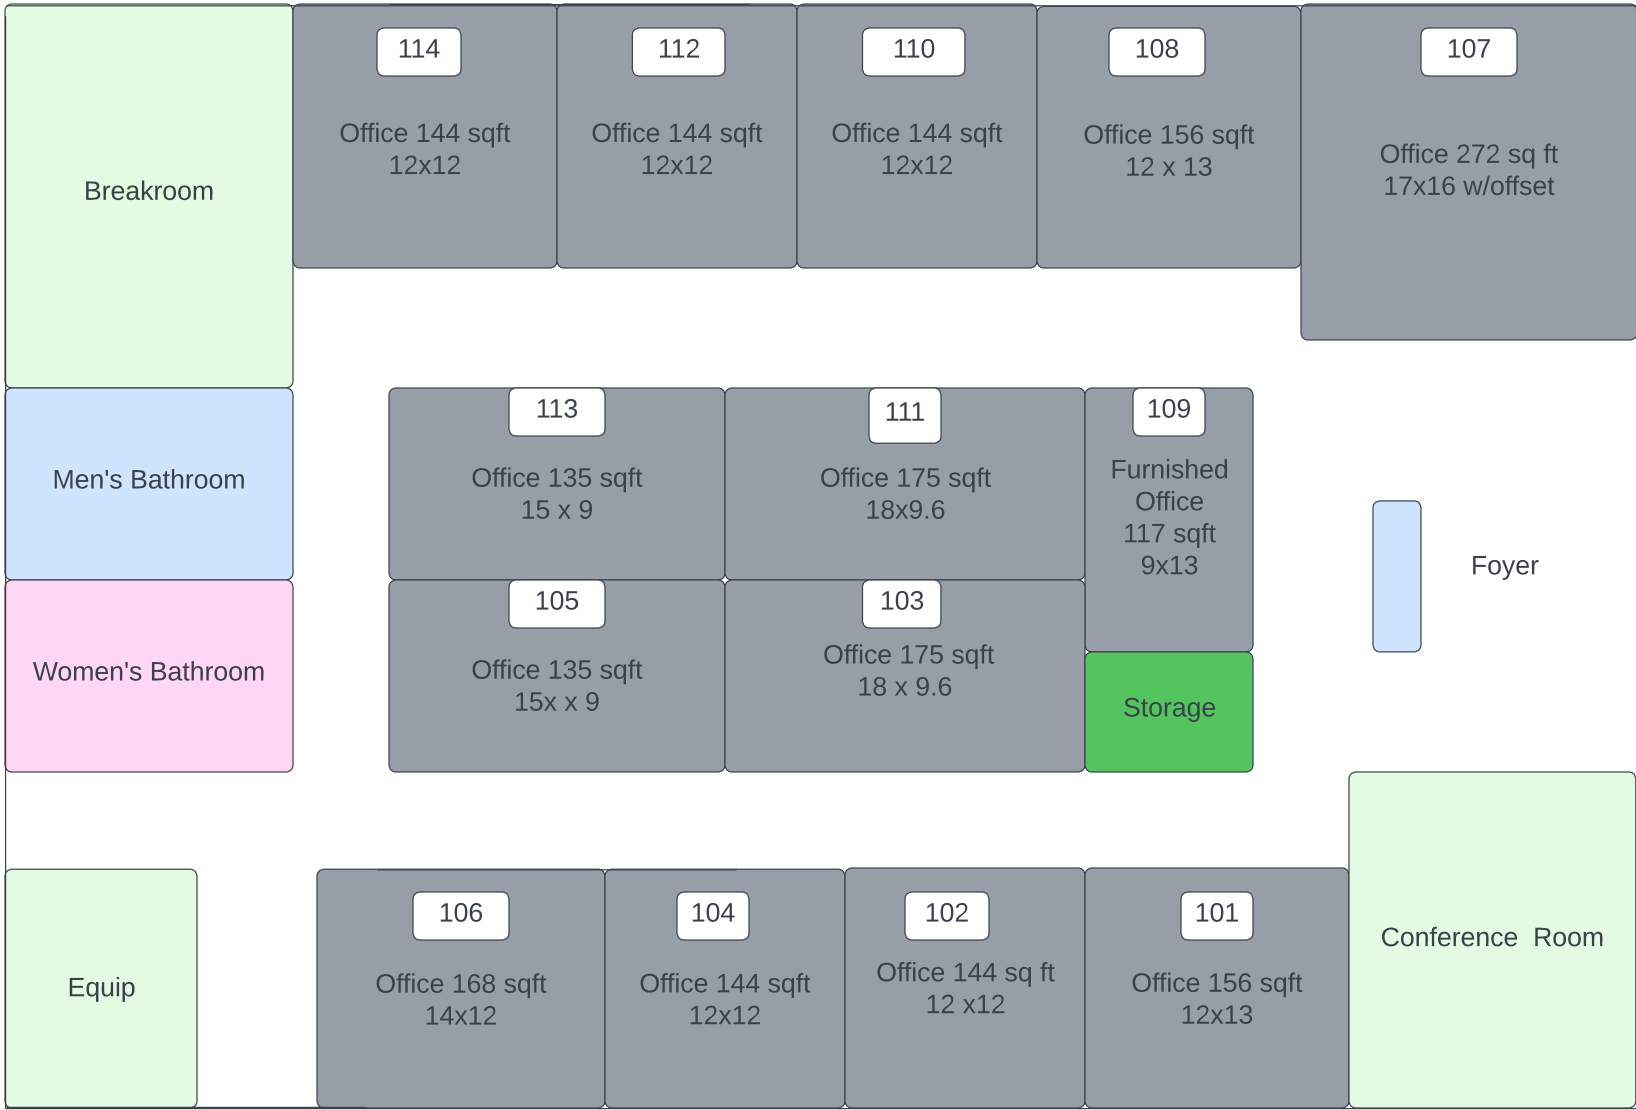 114
Office 144 sqft
12x12
112
Office 144 sqft
12x12
110
Office 144 sqft
12x12
108
Office 156 sqft
12 x 13
107
Office 272 sq ft
17x16 w/offset
Breakroom
Men's Bathroom
113
Office 135 sqft
15 x 9
111
Office 175 sqft
18x9.6
109
Furnished
Office
117 sqft
9x13
Foyer
Women's Bathroom
105
Office 135 sqft
15x x 9
103
Office 175 sqft
18 x 9.6
Storage
Equip
106
Office 168 sqft
14x12
104
Office 144 sqft
12x12
102
Office 144 sq ft
12 x12
101
Office 156 sqft
12x13
Conference  Room